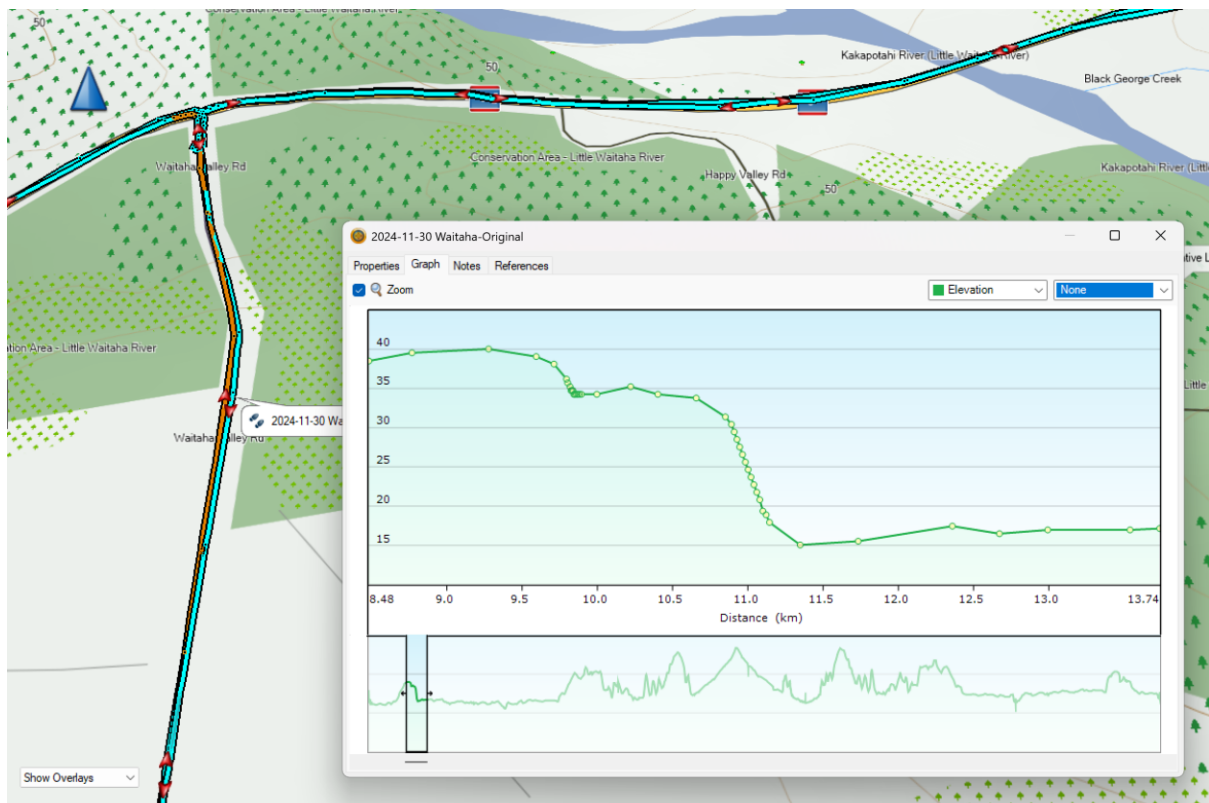 Conservation Area - Little Waitaha River
50
50
Kakapotahi River (Little Waitaha River)
Black George Creek
Waitaha Valley Rd
Conservation Area - Little Waitaha River
Happy Valley Rd
50
Kakapotahi River (Little
2024-11-30 Waitaha-Original
Properties Graph Notes References
Zoom
Elevation
None
tion Area - Little Waitaha River
2024-11-30 Wa
Waitaha Valley Rd
Little
40
35
30
25
20
15
8.48 9.0 9.5 10.0 10.5 11.0 11.5 12.0 12.5 13.0 13.74
Distance (km)
Show Overlays